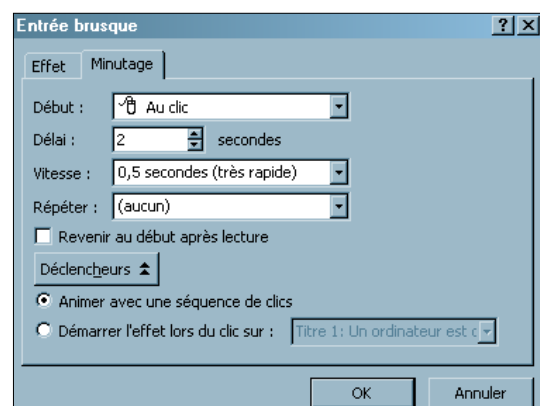 Entrée brusque
Effet Minutage
Début : Au clic
Délai : 2 secondes
Vitesse : 0,5 secondes (très rapide)
Répéter : (aucun)
Revenir au début après lecture
Déclencheurs
Animer avec une séquence de clics
Démarrer l'effet lors du clic sur : Titre 1: Un ordinateur est
OK Annuler